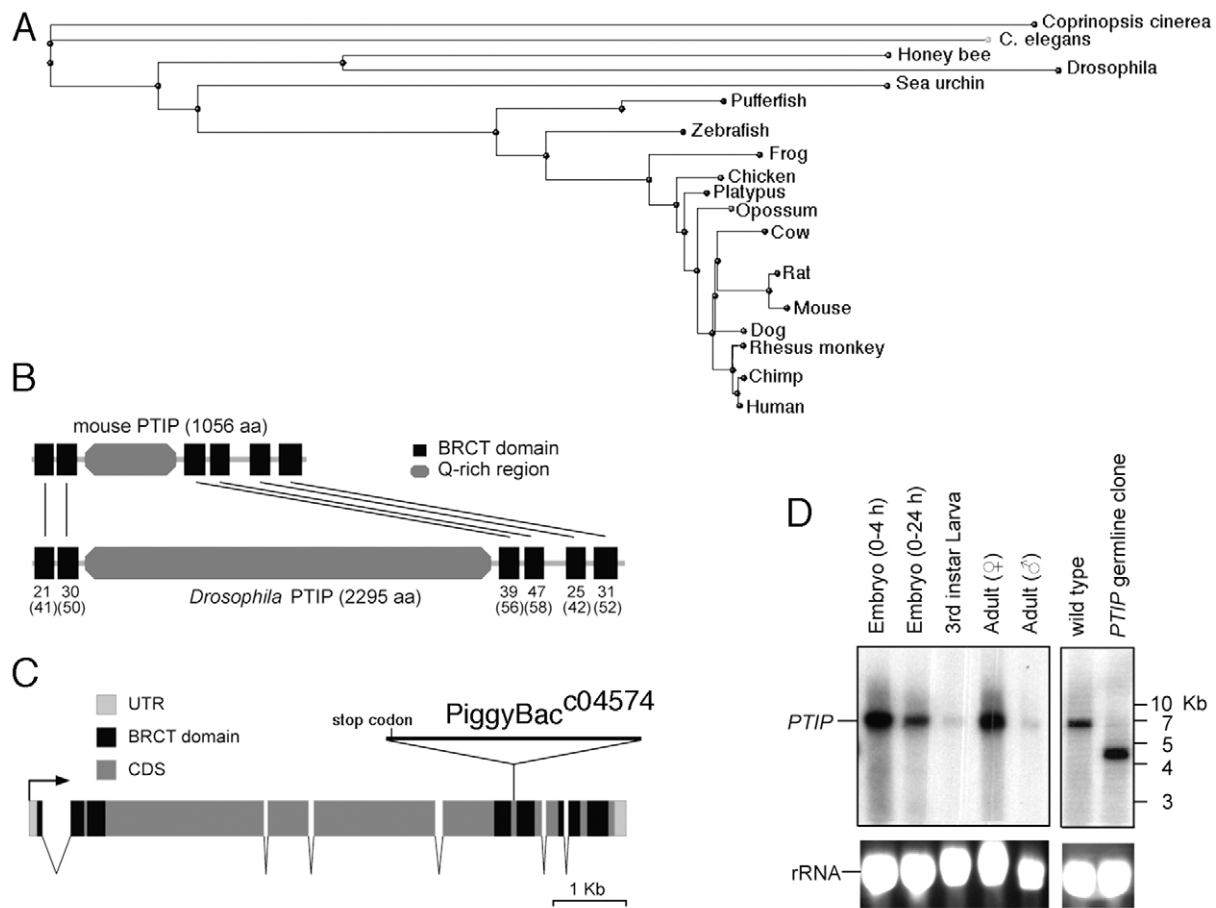 A
Coprinopsis cinerea
C. elegans
Honey bee
Drosophila
Sea urchin
Pufferfish
Zebrafish
Frog
Chicken
Platypus
Opossum
Cow
Rat
Mouse
Dog
Rhesus monkey
Chimp
Human
B
mouse PTIP (1056 aa)
BRCT domain
Q-rich region
21 30 39 47 25 31
(41)(50) (56) (58) (42) (52)
Drosophila PTIP (2295 aa)
C
UTR
BRCT domain
CDS
stop codon
PiggyBac c04574
1 Kb
D
Embryo (0-4 h)
Embryo (0-24 h)
3rd instar Larva
Adult (♀)
Adult (♂)
wild type
PTIP germline clone
PTIP
10 Kb
7
5
4
3
rRNA